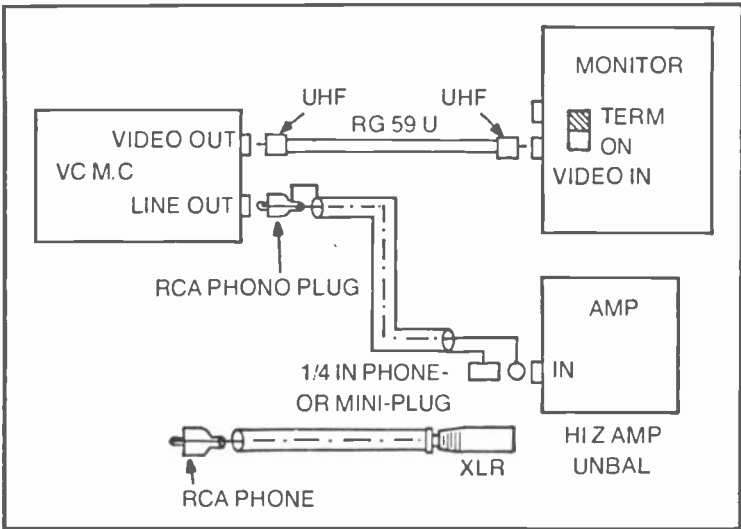 MONITOR
UHF
UHF
RG 59 U
TERM
ON
VIDEO OUT
VC M.C
VIDEO IN
LINE OUT
RCA PHONO PLUG
AMP
1/4 IN PHONE-
OR MINI-PLUG
IN
HI Z AMP
UNBAL
XLR
RCA PHONE